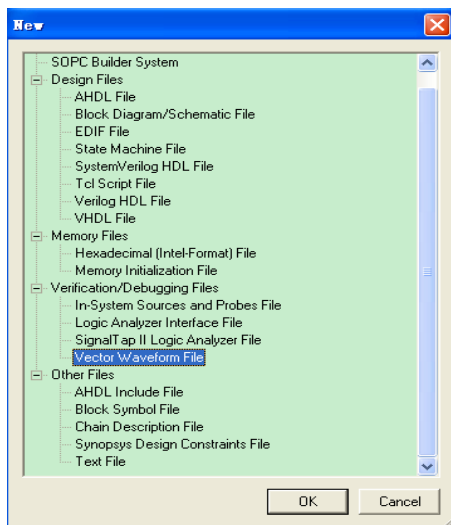 New
SOPC Builder System
Design Files
AHDL File
Block Diagram/Schematic File
EDIF File
State Machine File
SystemVerilog HDL File
Tcl Script File
Verilog HDL File
VHDL File
Memory Files
Hexadecimal (Intel-Format) File
Memory Initialization File
Verification/Debugging Files
In-System Sources and Probes File
Logic Analyzer Interface File
SignalTap II Logic Analyzer File
Vector Waveform File
Other Files
AHDL Include File
Block Symbol File
Chain Description File
Synopsys Design Constraints File
Text File
OK Cancel